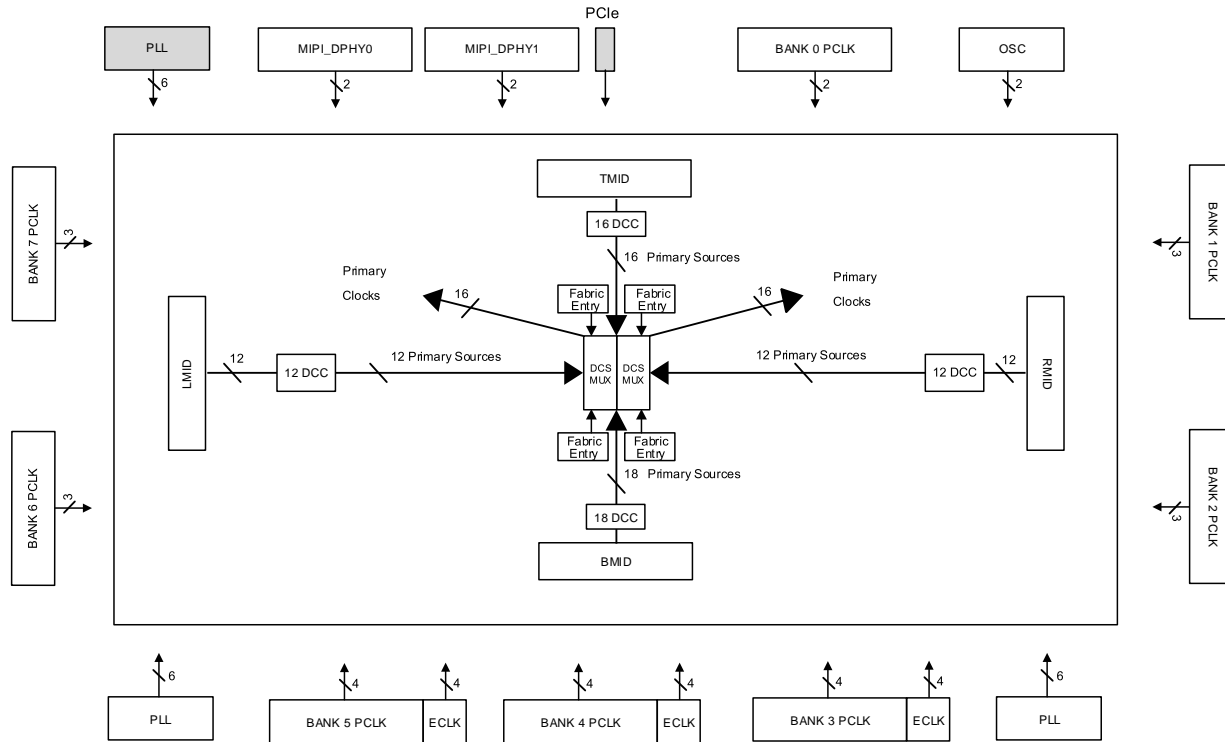 PCIe
PLL
MIPI_DPHY0
MIPI_DPHY1
BANK 0 PCLK
OSC
6
2
2
2
2
TMID
16 DCC
16 Primary Sources
BANK 7 PCLK
3
BANK 1 PCLK
3
Primary
Clocks
16
Fabric
Entry
Fabric
Entry
16
Primary
Clocks
LMID
12
12 DCC
12 Primary Sources
DCS
MUX
DCS
MUX
12 Primary Sources
12 DCC
12
RMID
Fabric
Entry
Fabric
Entry
18 Primary Sources
18 DCC
BMID
BANK 6 PCLK
3
BANK 2 PCLK
3
6
4
4
4
4
4
4
6
PLL
BANK 5 PCLK
ECLK
BANK 4 PCLK
ECLK
BANK 3 PCLK
ECLK
PLL